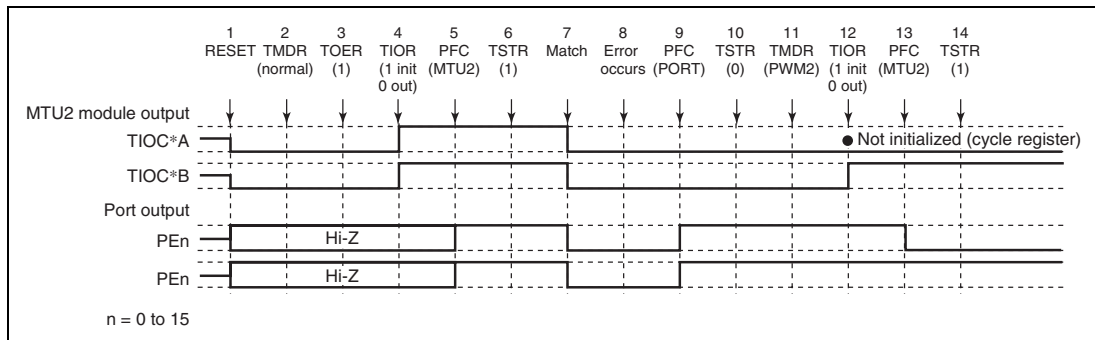 1 2 3 4 5 6 7 8 9 10 11 12 13 14
RESET TMDR TOER TIOR PFC TSTR Match Error PFC TSTR TMDR TIOR PFC TSTR
(normal) (1) (1 init (MTU2) (1) occurs (PORT) (0) (PWM2) (1 init (MTU2) (1)
0 out) 0 out)
MTU2 module output
TIOC*A
● Not initialized (cycle register)
TIOC*B
Port output
PEn
Hi-Z
PEn
Hi-Z
n = 0 to 15